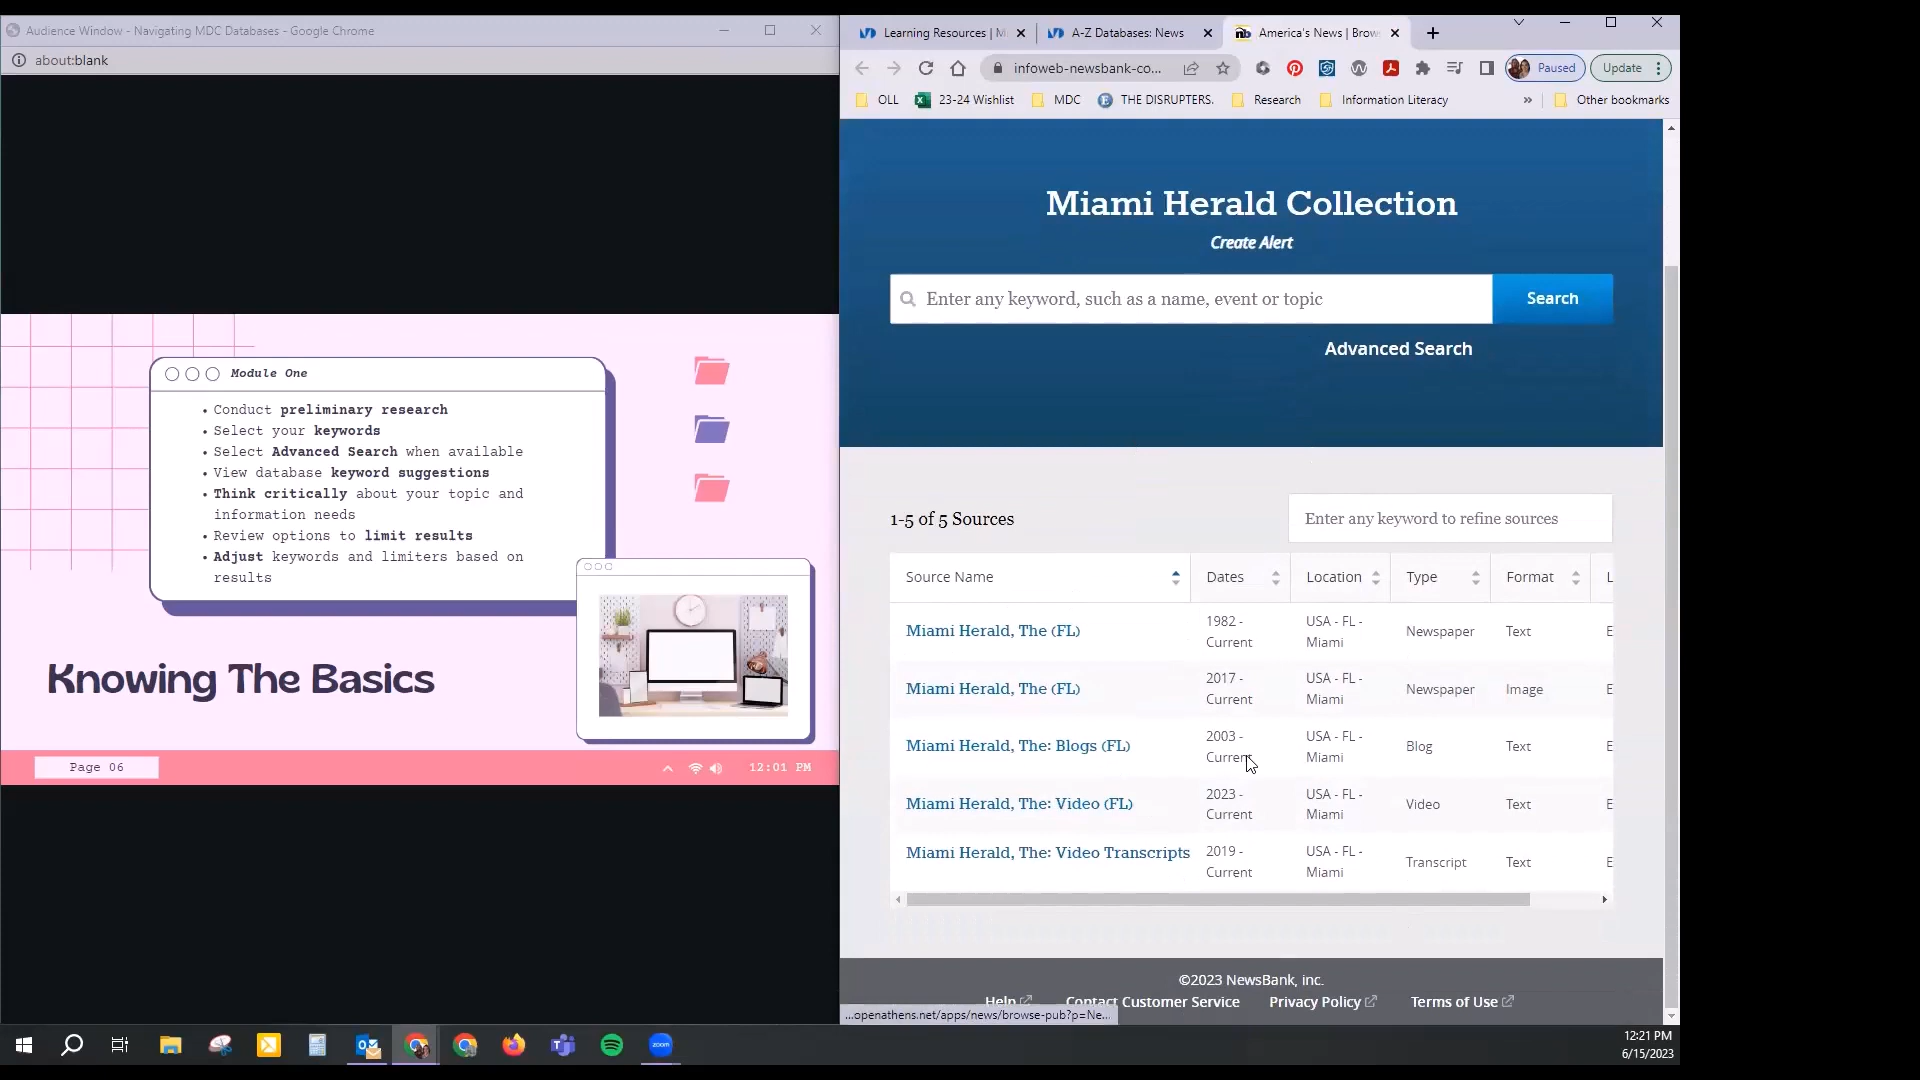 Audience Window - Navigating MDC Databases - Google Chrome
about:blank
Module One
• Conduct preliminary research
• Select your keywords
• Select Advanced Search when available
• View database keyword suggestions
• Think critically about your topic and
information needs
• Review options to limit results
• Adjust keywords and limiters based on
results
Knowing The Basics
Page 06
12:01 PM
Learning Resources | M
A-Z Databases: News
America's News | Brow
infoweb-newsbank-co...
Paused
Update
OLL
23-24 Wishlist
MDC
THE DISRUPTERS.
Research
Information Literacy
»
Other bookmarks
Miami Herald Collection
Create Alert
Enter any keyword, such as a name, event or topic
Search
Advanced Search
1-5 of 5 Sources
Enter any keyword to refine sources
Source Name Dates Location Type Format L
Miami Herald, The (FL) 1982 - Current USA - FL - Miami Newspaper Text E
Miami Herald, The (FL) 2017 - Current USA - FL - Miami Newspaper Image E
Miami Herald, The: Blogs (FL) 2003 - Current USA - FL - Miami Blog Text E
Miami Herald, The: Video (FL) 2023 - Current USA - FL - Miami Video Text E
Miami Herald, The: Video Transcripts 2019 - Current USA - FL - Miami Transcript Text E
©2023 NewsBank, inc.
Help Contact Customer Service Privacy Policy Terms of Use
...openathens.net/apps/news/browse-pub?p=Ne...
zoom
12:21 PM
6/15/2023